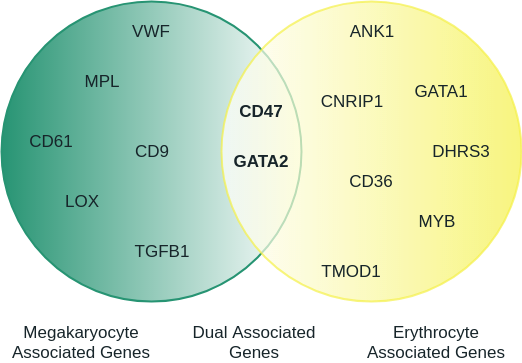 VWF
ANK1
MPL
GATA1
CNRIP1
CD47
CD61
CD9
DHRS3
GATA2
CD36
LOX
MYB
TGFB1
TMOD1
Megakaryocyte
Associated Genes
Dual Associated
Genes
Erythrocyte
Associated Genes